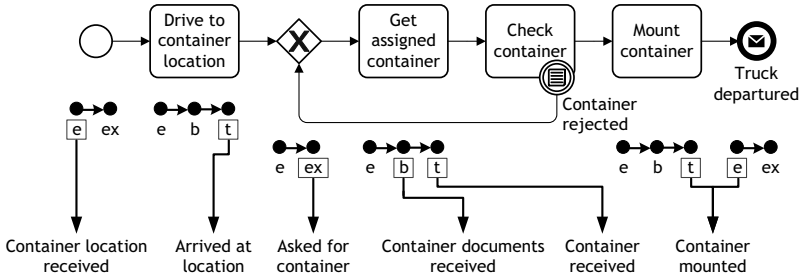 Drive to
container
location
Get
assigned
container
Check
container
Mount
container
Truck
departured
Container
rejected
e ex
e b t
e ex
e b t
e b t
e ex
Container location
received
Arrived at
location
Asked for
container
Container documents
received
Container
received
Container
mounted